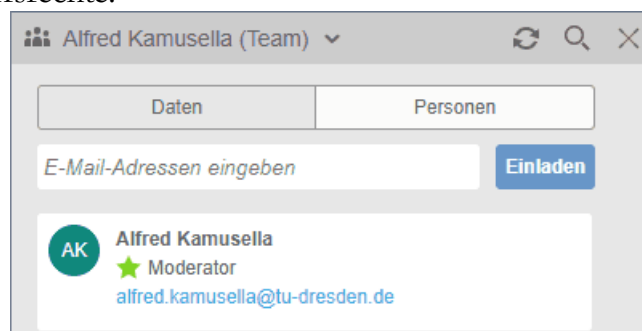 Alfred Kamusella (Team)
Daten Personen
E-Mail-Adressen eingeben Einladen
AK Alfred Kamusella
Moderator
alfred.kamusella@tu-dresden.de